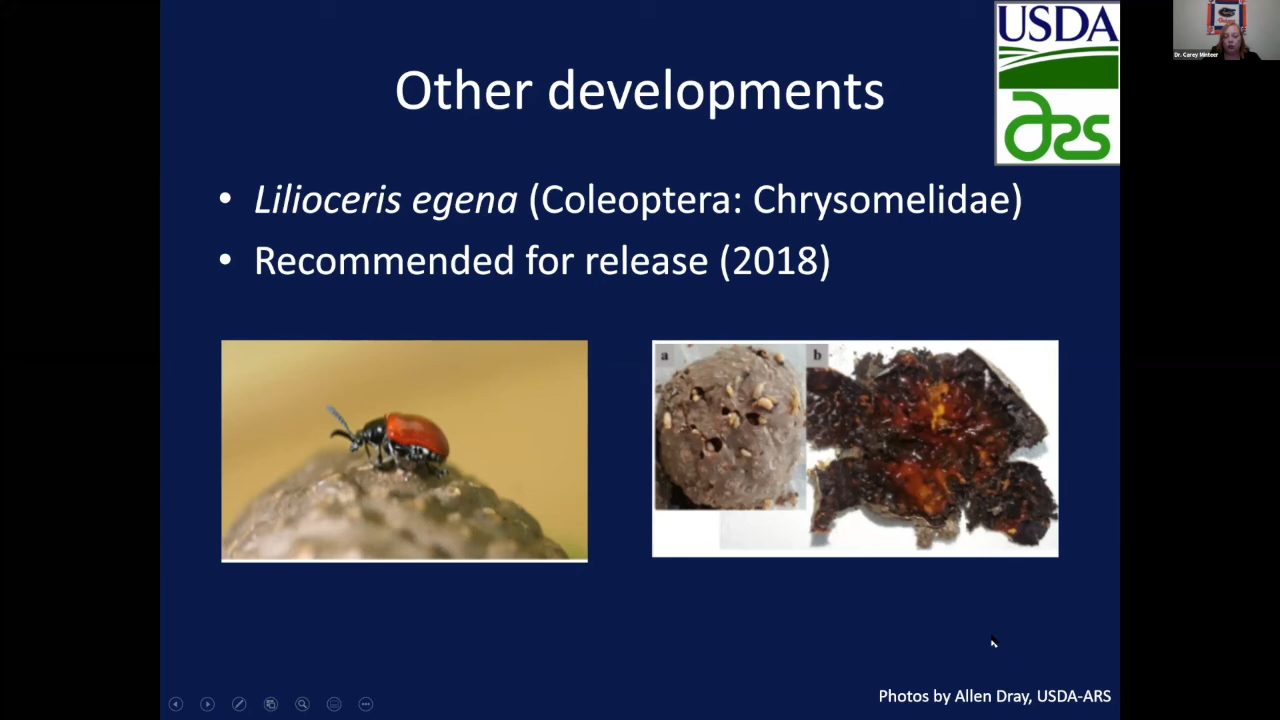 USDA
ars
Dr. Carey Minteer
Other developments
• Lilioceris egena (Coleoptera: Chrysomelidae)
• Recommended for release (2018)
a
b
Photos by Allen Dray, USDA-ARS